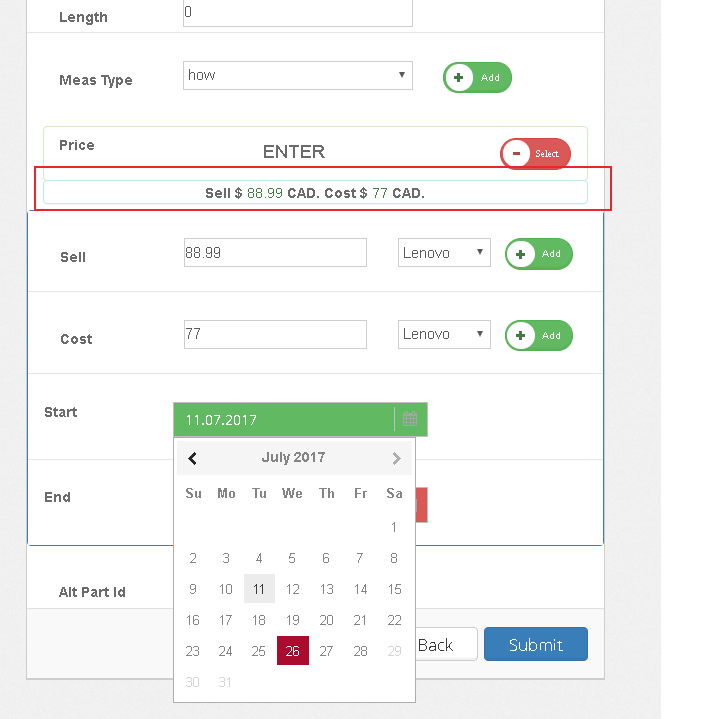 Length 0
Meas Type how Add
Price ENTER Select
Sell $ 88.99 CAD. Cost $ 77 CAD.
Sell 88.99 Lenovo Add
Cost 77 Lenovo Add
Start 11.07.2017
July 2017
End
Su Mo Tu We Th Fr Sa
1
2 3 4 5 6 7 8
9 10 11 12 13 14 15
Alt Part Id
16 17 18 19 20 21 22
23 24 25 26 27 28 29
Back Submit
30 31